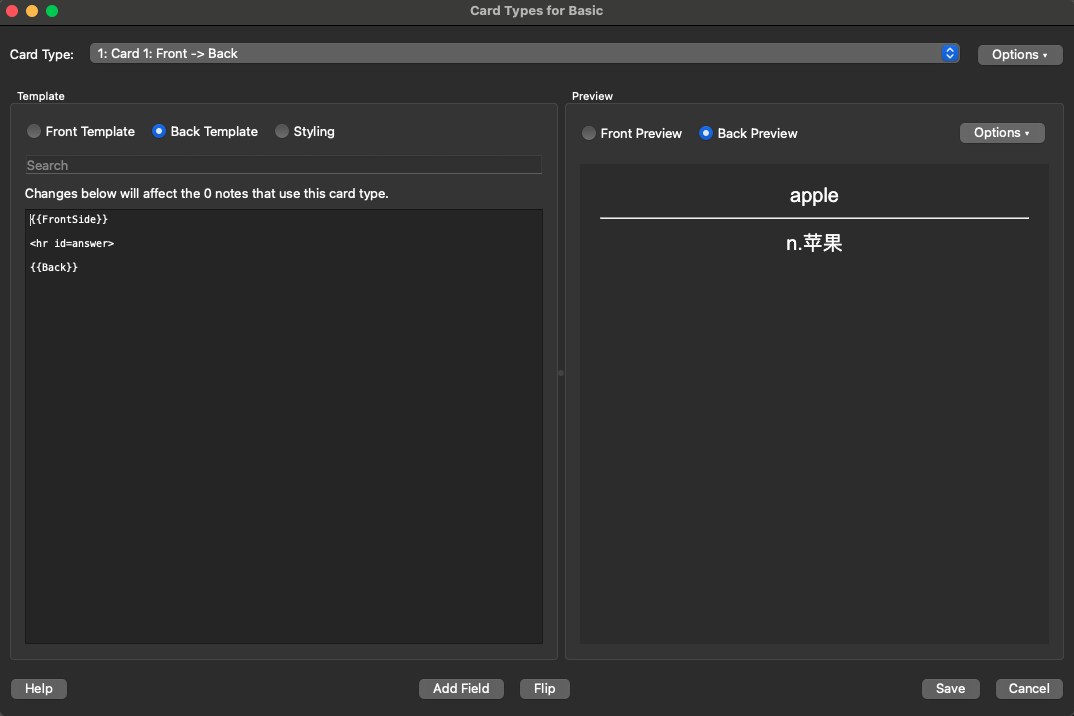 Card Types for Basic
Card Type: 1: Card 1: Front -> Back Options
Template
Front Template Back Template Styling
Search
Changes below will affect the 0 notes that use this card type.
{{FrontSide}}
<hr id=answer>
{{Back}}
Preview
Front Preview Back Preview Options
apple
n.苹果
Help Add Field Flip Save Cancel